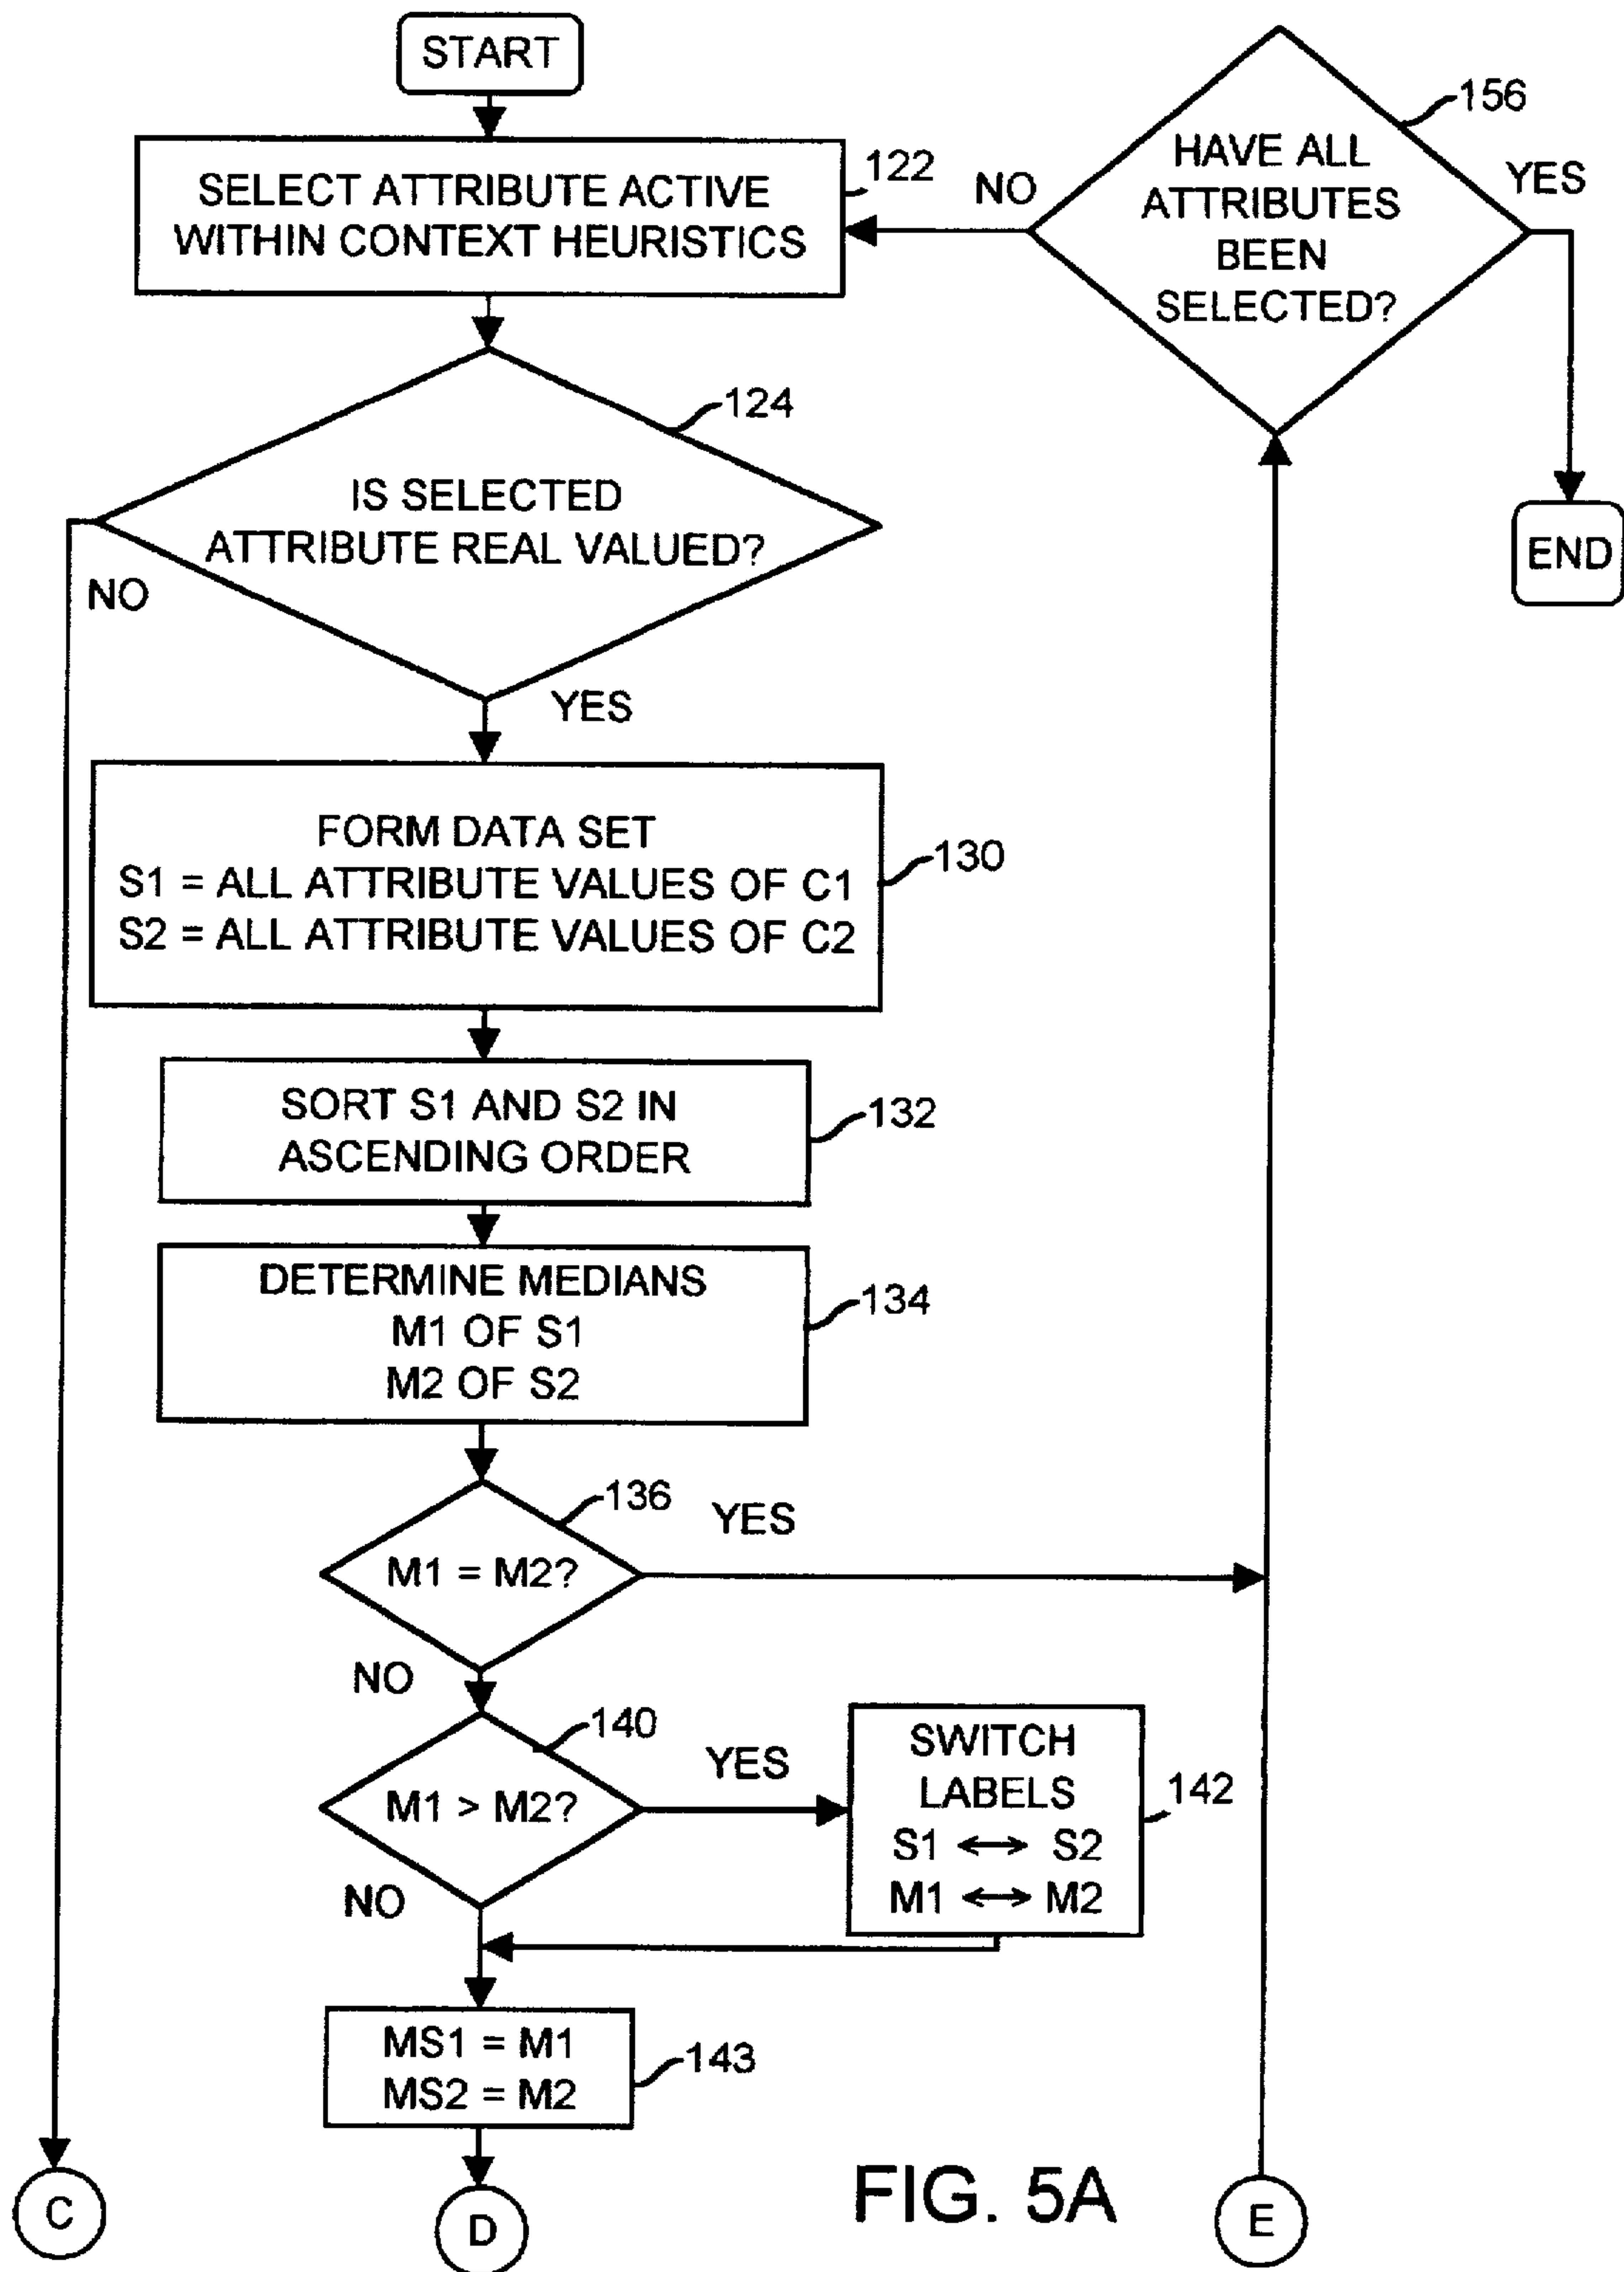 START
SELECT ATTRIBUTE ACTIVE
WITHIN CONTEXT HEURISTICS
122
NO
HAVE ALL
ATTRIBUTES
BEEN
SELECTED?
156
YES
END
124
IS SELECTED
ATTRIBUTE REAL VALUED?
NO
YES
FORM DATA SET
S1 = ALL ATTRIBUTE VALUES OF C1
S2 = ALL ATTRIBUTE VALUES OF C2
130
SORT S1 AND S2 IN
ASCENDING ORDER
132
DETERMINE MEDIANS
M1 OF S1
M2 OF S2
134
136
M1 = M2?
YES
NO
140
M1 > M2?
YES
NO
SWITCH
LABELS
S1 ↔ S2
M1 ↔ M2
142
MS1 = M1
MS2 = M2
143
C
D
FIG. 5A
E